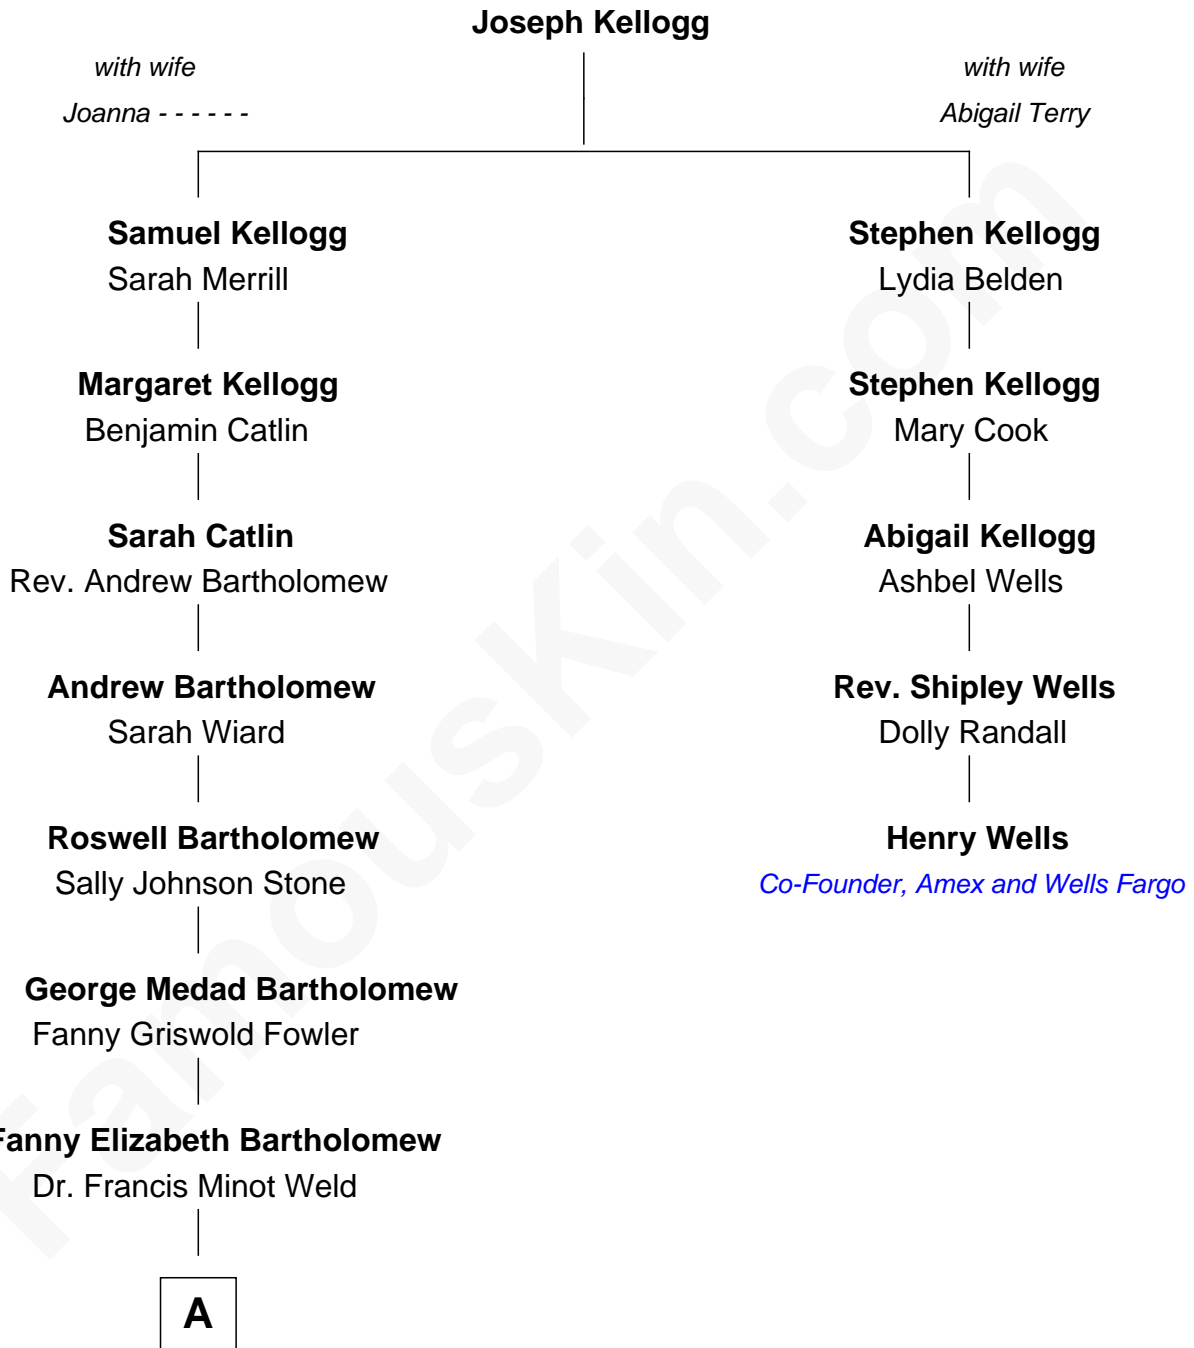 Joseph Kellogg
with wife
Joanna - - - - - -
with wife
Abigail Terry
Samuel Kellogg
Sarah Merrill
Stephen Kellogg
Lydia Belden
Margaret Kellogg
Benjamin Catlin
Stephen Kellogg
Mary Cook
Sarah Catlin
Rev. Andrew Bartholomew
Abigail Kellogg
Ashbel Wells
Andrew Bartholomew
Sarah Wiard
Rev. Shipley Wells
Dolly Randall
Roswell Bartholomew
Sally Johnson Stone
Henry Wells
Co-Founder, Amex and Wells Fargo
George Medad Bartholomew
Fanny Griswold Fowler
Fanny Elizabeth Bartholomew
Dr. Francis Minot Weld
A
FamousKin.com